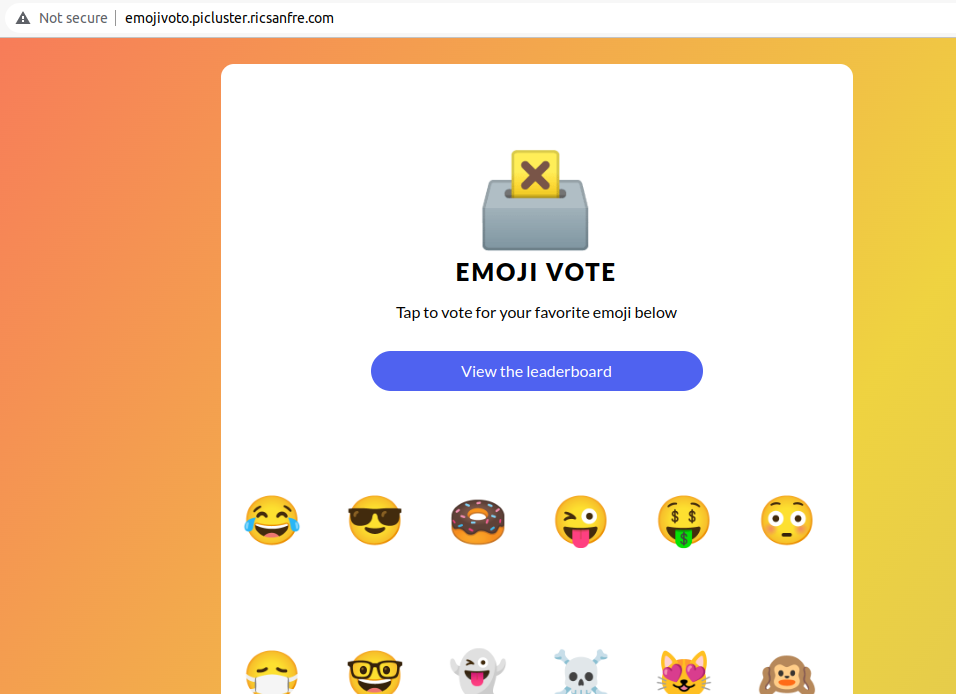 Not secure emojivoto.picluster.ricsanfre.com
EMOJI VOTE
Tap to vote for your favorite emoji below
View the leaderboard